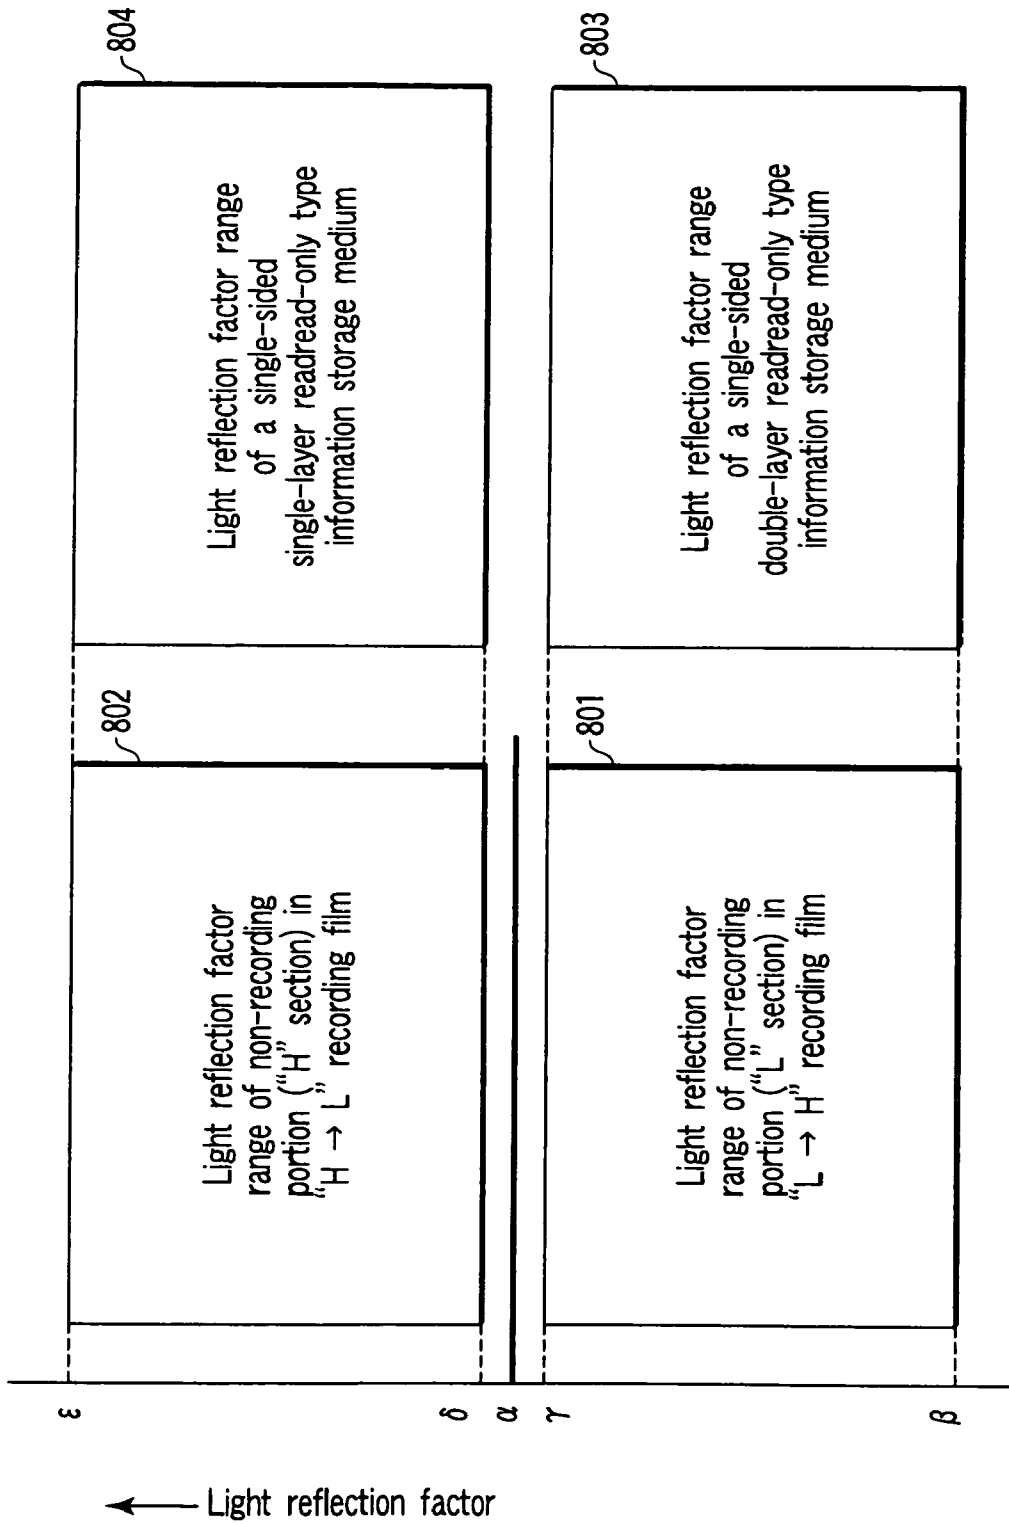 Light reflection factor
ε
δ
α
γ
β
802
Light reflection factor
range of non-recording
portion (“H” section) in
“H → L” recording film
804
Light reflection factor range
of a single-sided
single-layer readread-only type
information storage medium
801
Light reflection factor
range of non-recording
portion (“L” section) in
“L → H” recording film
803
Light reflection factor range
of a single-sided
double-layer readread-only type
information storage medium